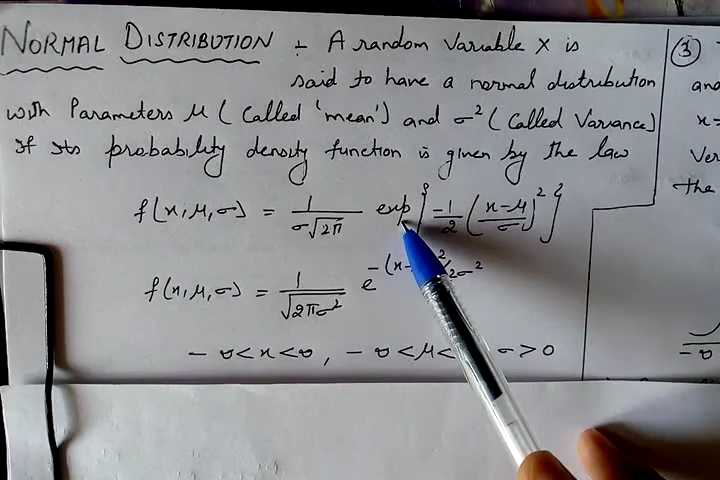 NORMAL DISTRIBUTION :- A random variable X is
said to have a normal distribution
with Parameters μ (called 'mean') and σ² (called Variance)
if its probability density function is given by the law
f(x, μ, σ) = 1/σ√2π exp{-1/2 (x-μ/σ)²}
f(x, μ, σ) = 1/√2πσ² e^-(x- ²/2σ²
-∞<x<∞, -∞<μ< σ>0
(3)
and
x=
Ver
the
-∞